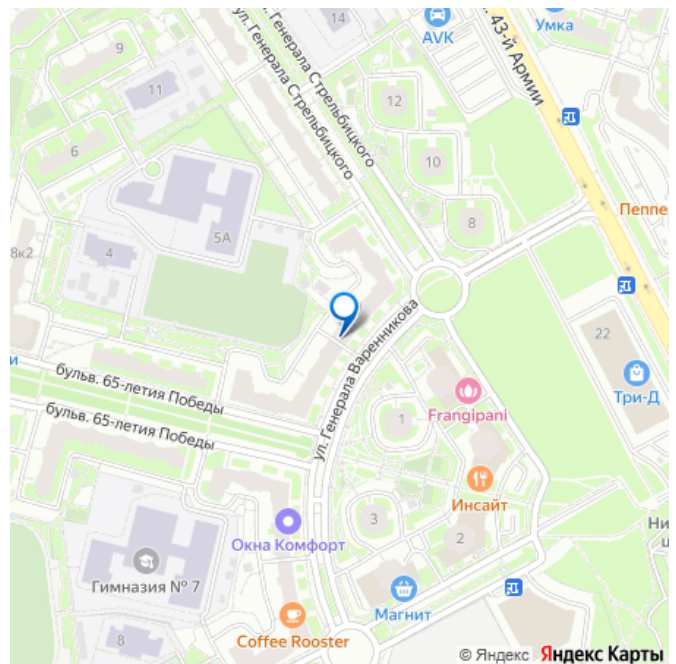 14
AVK
Умка
9
11
12
10
8
6
4
5А
8к2
ул. Генерала Стрельбицкого
ул. Генерала Стрельбицкого
43-й Армии
Пеппе
22
Три-Д
ул. Генерала Варенникова
и
бульв. 65-летия Победы
бульв. 65-летия Победы
1
Frangipani
Инсайт
3
2
Окна Комфорт
Ни
ц
Гимназия № 7
8
Магнит
Coffee Rooster
© Яндекс Яндекс Карты